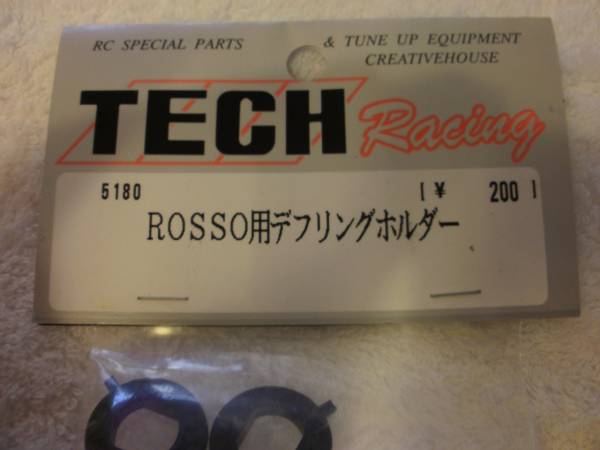 RC SPECIAL PARTS & TUNE UP EQUIPMENT
CREATIVEHOUSE
TECH Racing
5180 [ ¥ 200 ]
ROSSO用デフリングホルダー